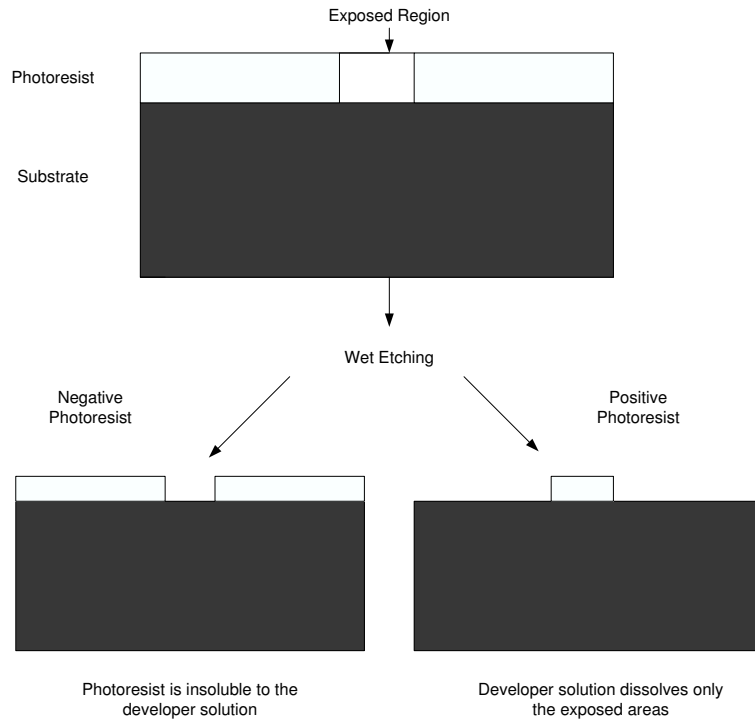 Exposed Region
Photoresist
Substrate
Wet Etching
Negative
Photoresist
Positive
Photoresist
Photoresist is insoluble to the
developer solution
Developer solution dissolves only
the exposed areas